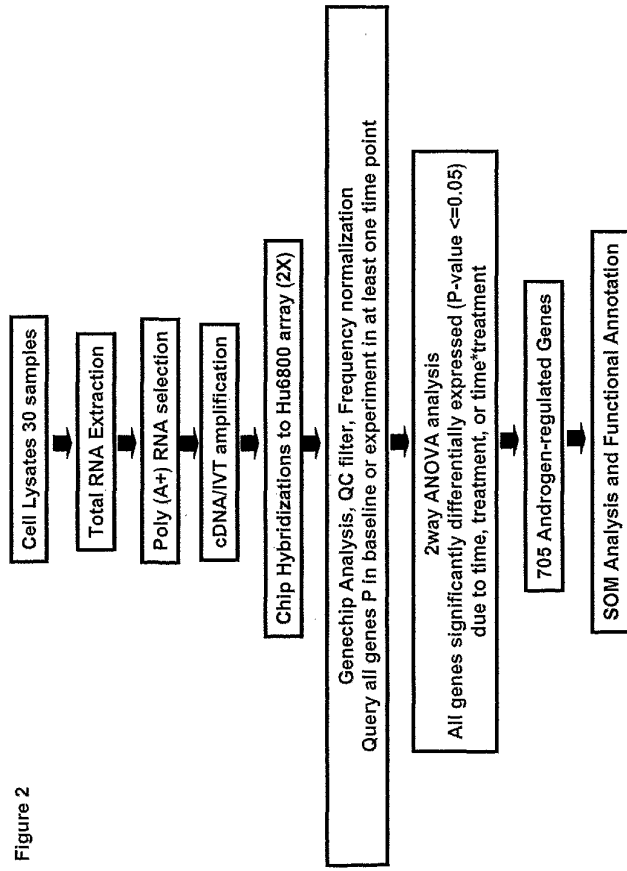 Figure 2
Cell Lysates 30 samples
Total RNA Extraction
Poly (A+) RNA selection
cDNA/IVT amplification
Chip Hybridizations to Hu6800 array (2X)
Genechip Analysis, QC filter, Frequency normalization
Query all genes P in baseline or experiment in at least one time point
2way ANOVA analysis
All genes significantly differentially expressed (P-value <=0.05)
due to time, treatment, or time*treatment
705 Androgen-regulated Genes
SOM Analysis and Functional Annotation